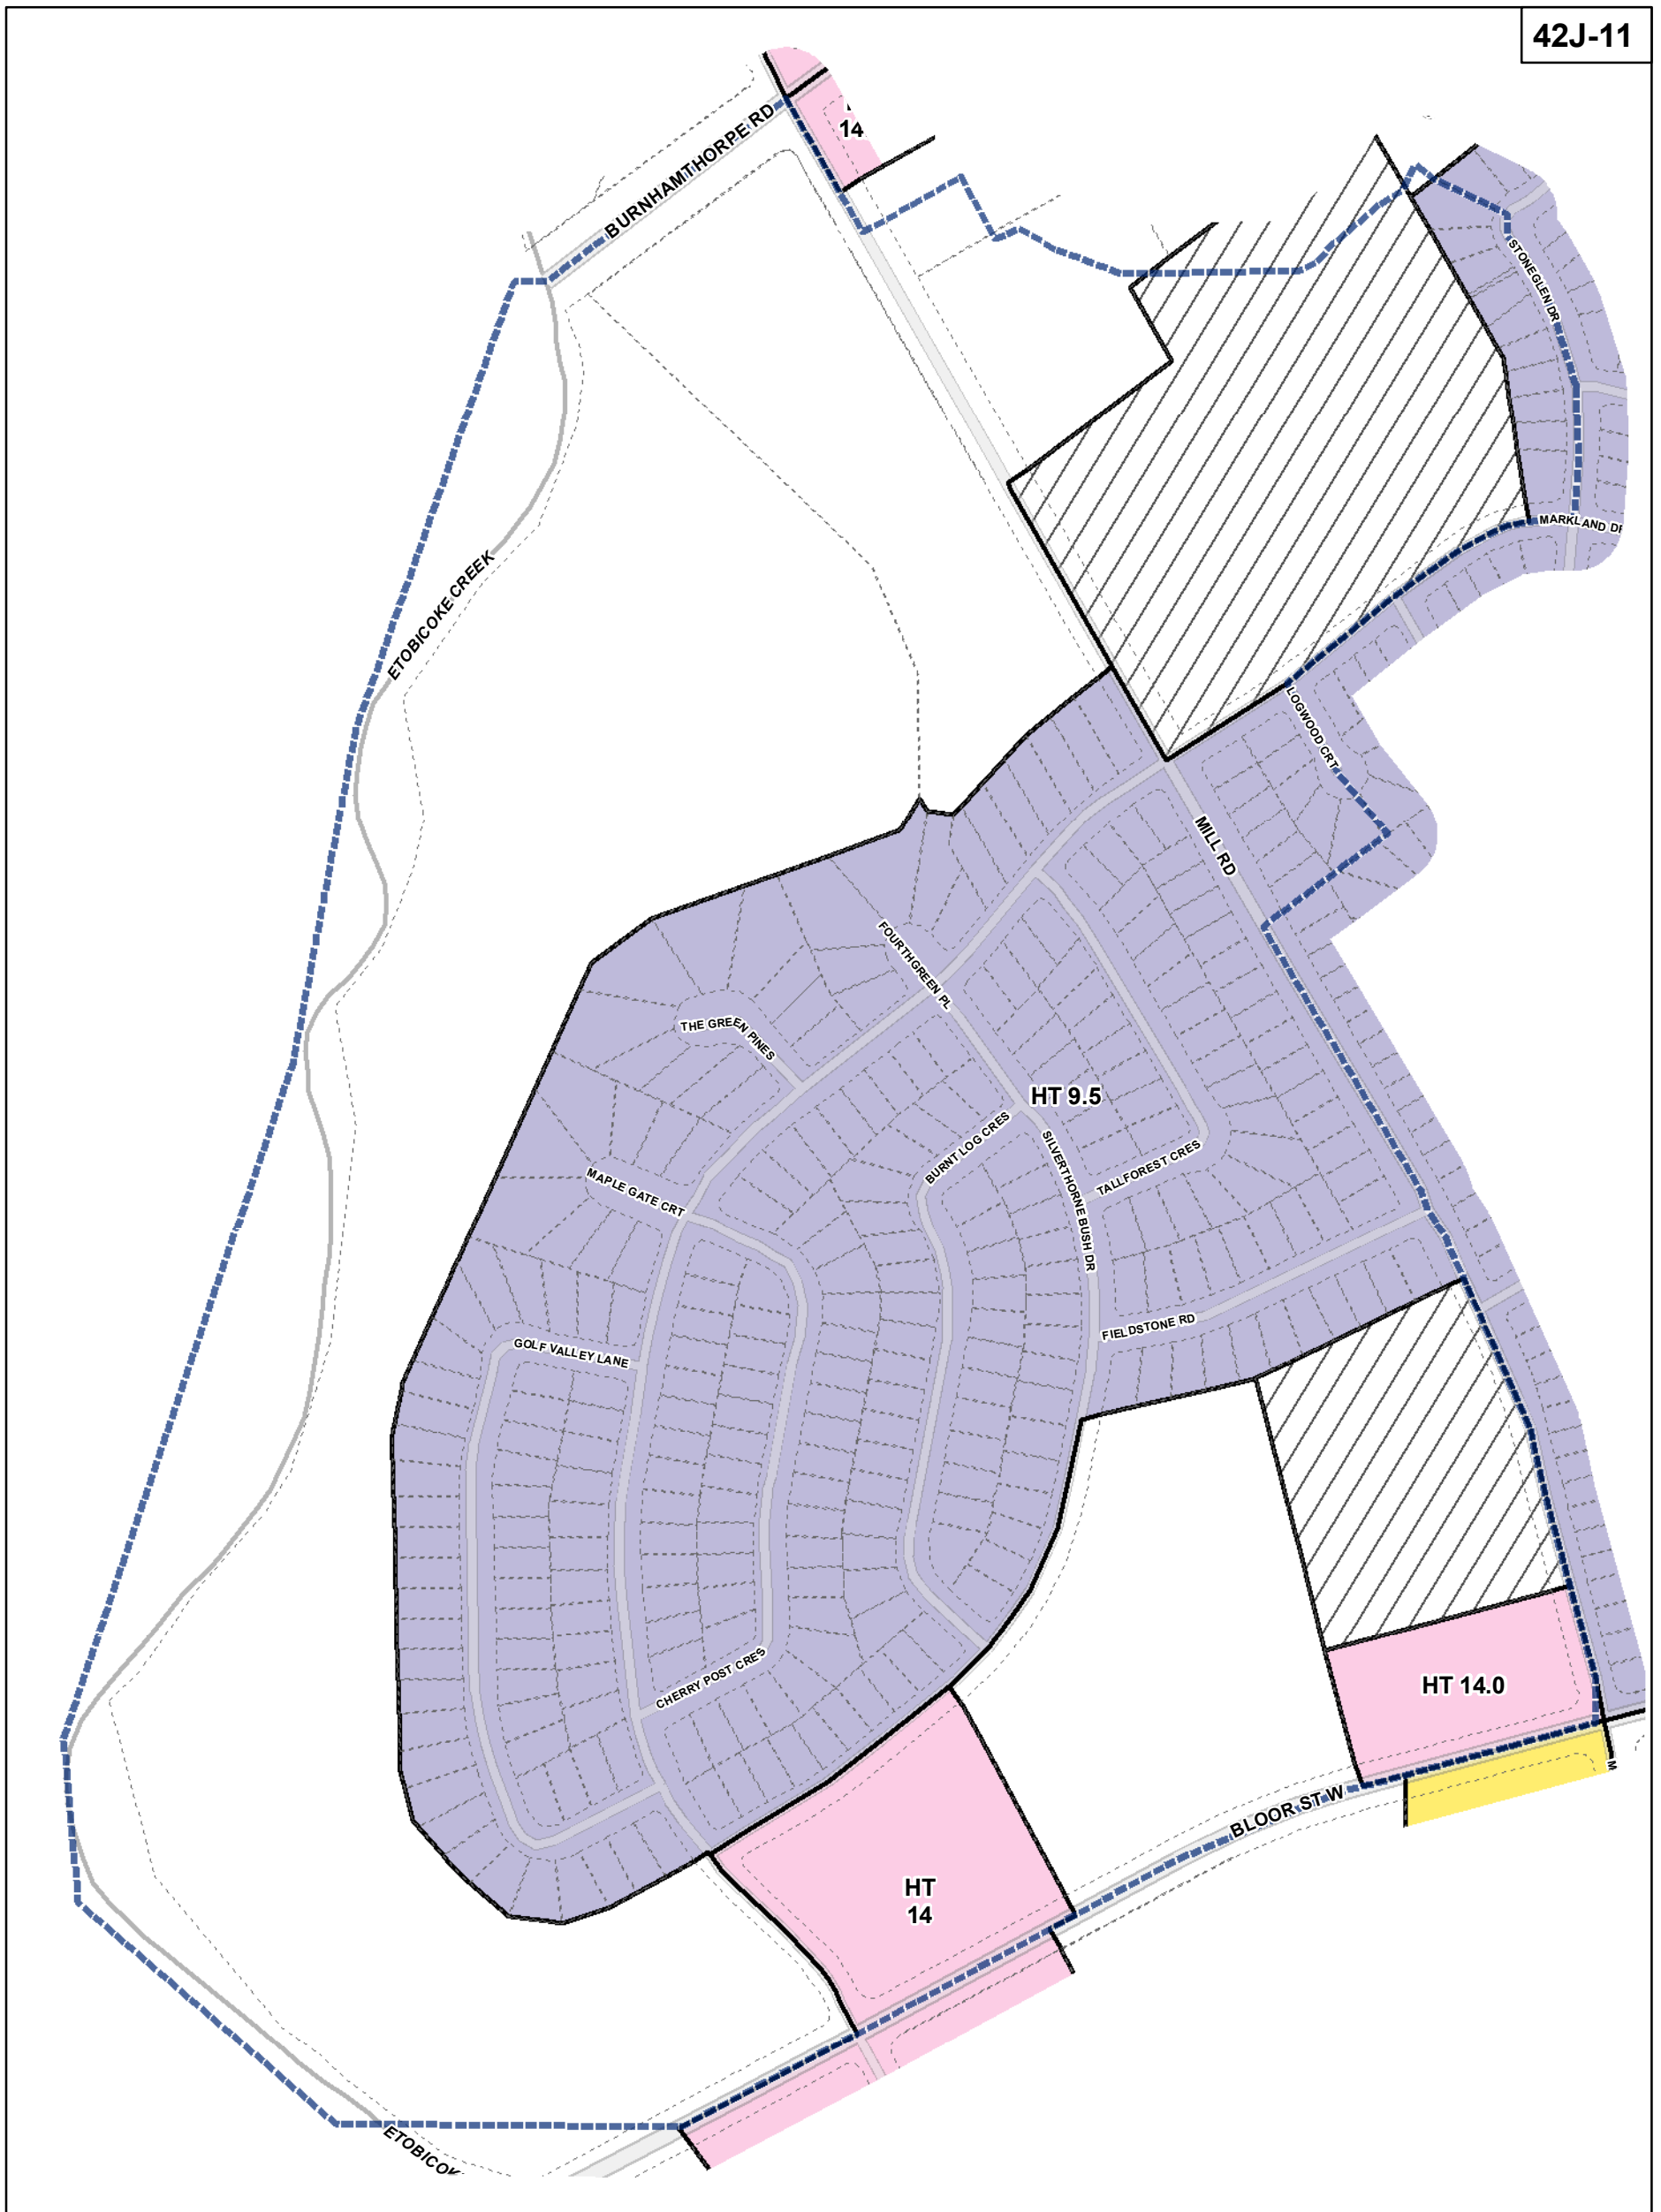 42J-11
14
BURNHAMTHORPE RD
STONEGLEN DR
MARKLAND DR
ETOBICOKE CREEK
LOGWOOD CRT
MILL RD
FOURTHGREEN PL
THE GREEN PINES
HT 9.5
BURNT LOG CRES
SILVERTHORNE BUSH DR
TALLFOREST CRES
MAPLE GATE CRT
FIELDSTONE RD
GOLF VALLEY LANE
CHERRY POST CRES
HT 14.0
M
BLOOR ST W
HT
14
ETOBICOK